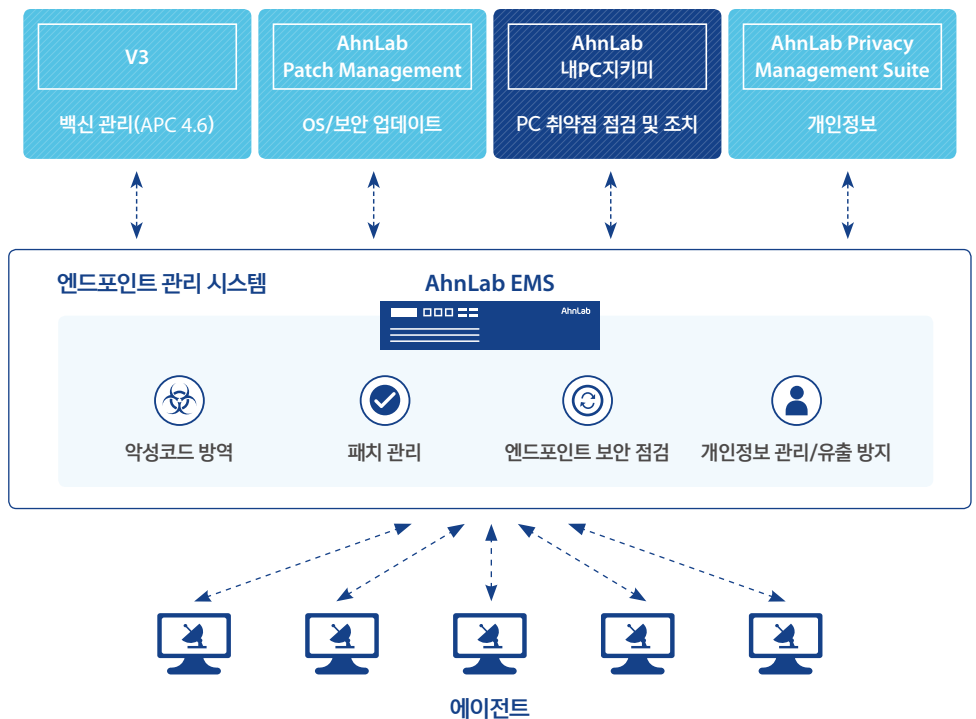 V3
백신 관리(APC 4.6)
AhnLab
Patch Management
OS/보안 업데이트
AhnLab
내PC지키미
PC 취약점 점검 및 조치
AhnLab Privacy
Management Suite
개인정보
엔드포인트 관리 시스템
AhnLab EMS
AhnLab
악성코드 방역
패치 관리
엔드포인트 보안 점검
개인정보 관리/유출 방지
에이전트